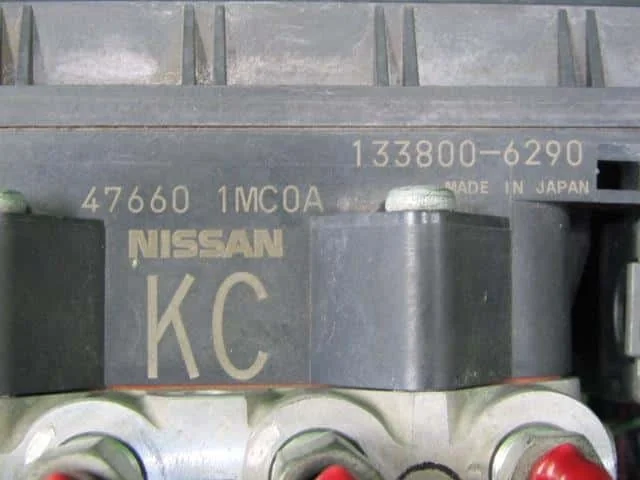 133800-6290
MADE IN JAPAN
47660 1MC0A
NISSAN
KC